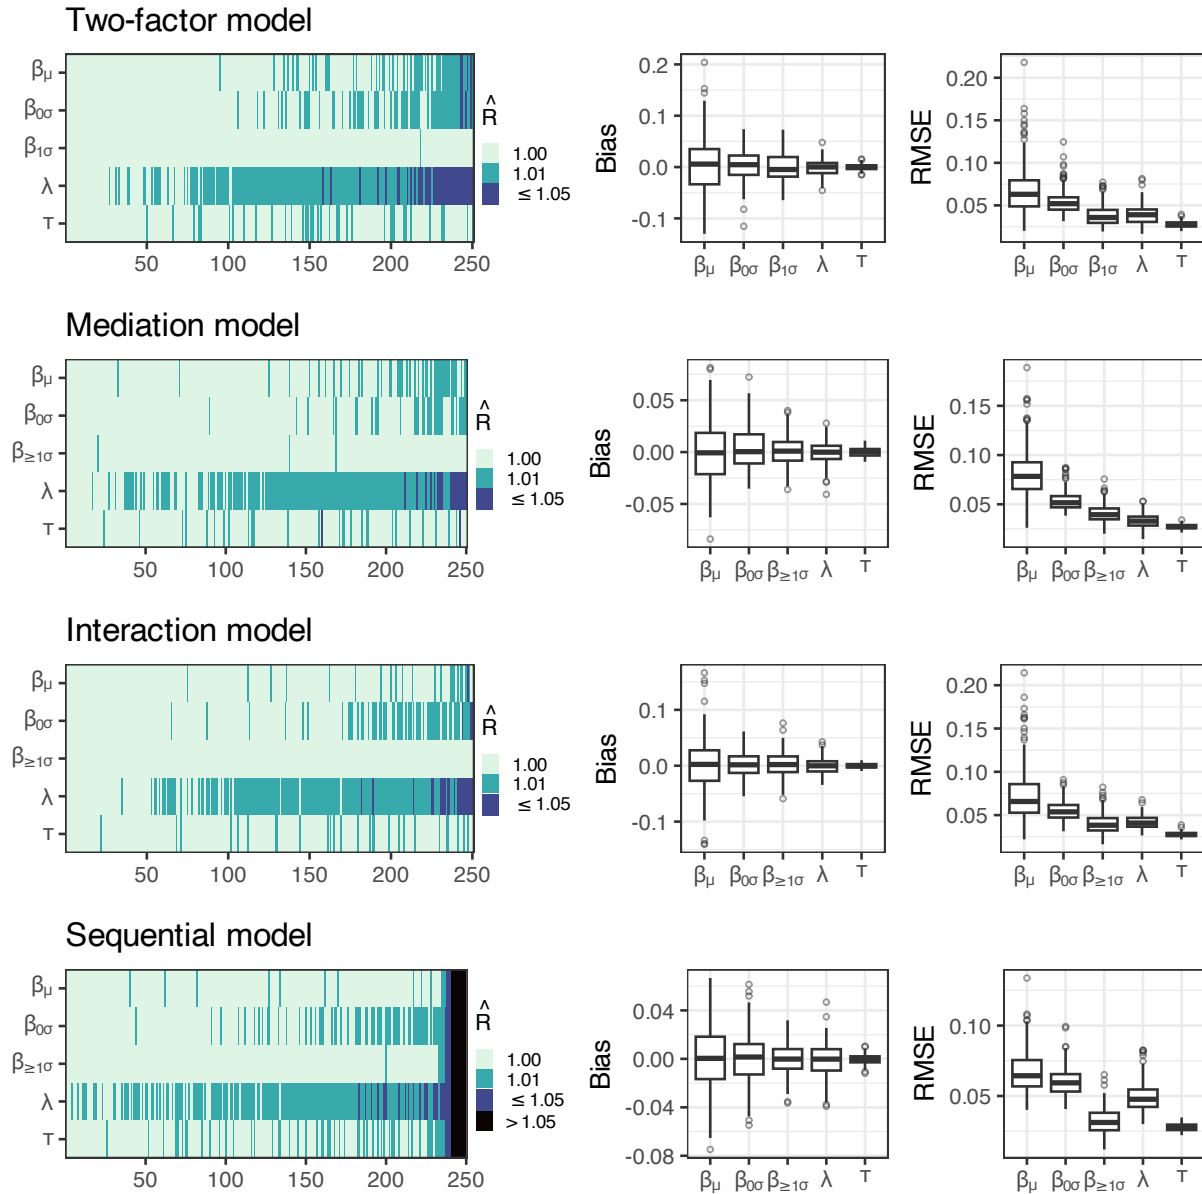 Two-factor model
βμ
β0σ
β1σ
λ
τ
50 100 150 200 250
^
R
1.00
1.01
≤ 1.05
Bias
0.2
0.1
0.0
-0.1
βμ β0σ β1σ λ τ
RMSE
0.20
0.15
0.10
0.05
βμ β0σ β1σ λ τ
Mediation model
βμ
β0σ
β≥1σ
λ
τ
50 100 150 200 250
^
R
1.00
1.01
≤ 1.05
Bias
0.05
0.00
-0.05
βμ β0σ β≥1σ λ τ
RMSE
0.15
0.10
0.05
βμ β0σ β≥1σ λ τ
Interaction model
βμ
β0σ
β≥1σ
λ
τ
50 100 150 200 250
^
R
1.00
1.01
≤ 1.05
Bias
0.1
0.0
-0.1
βμ β0σ β≥1σ λ τ
RMSE
0.20
0.15
0.10
0.05
βμ β0σ β≥1σ λ τ
Sequential model
βμ
β0σ
β≥1σ
λ
τ
50 100 150 200 250
^
R
1.00
1.01
≤ 1.05
> 1.05
Bias
0.04
0.00
-0.04
-0.08
βμ β0σ β≥1σ λ τ
RMSE
0.10
0.05
βμ β0σ β≥1σ λ τ